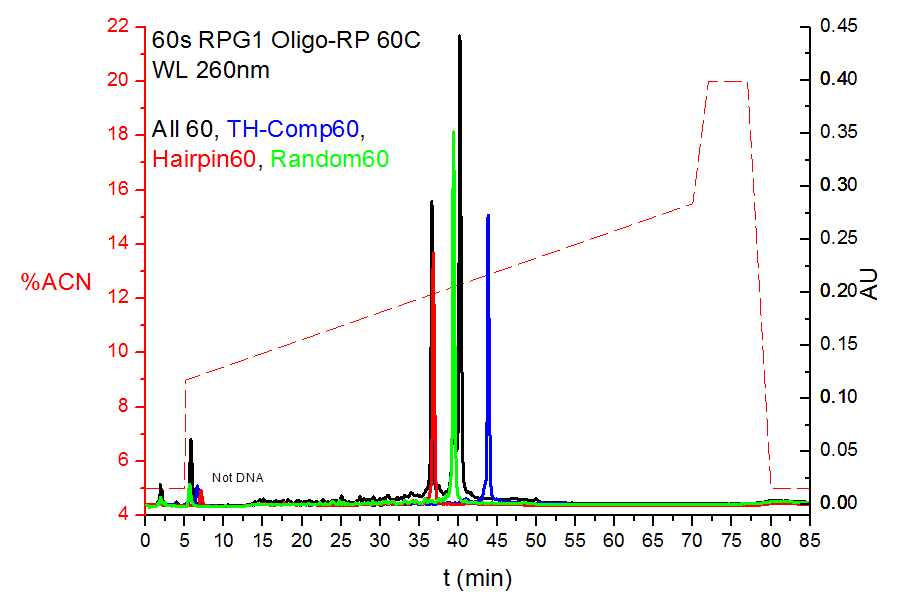 60s RPG1 Oligo-RP 60C
WL 260nm
All 60, TH-Comp60,
Hairpin60, Random60
22
20
18
16
14
12
10
8
6
4
%ACN
0.45
0.40
0.35
0.30
0.25
0.20
0.15
0.10
0.05
0.00
AU
Not DNA
0 5 10 15 20 25 30 35 40 45 50 55 60 65 70 75 80 85
t (min)